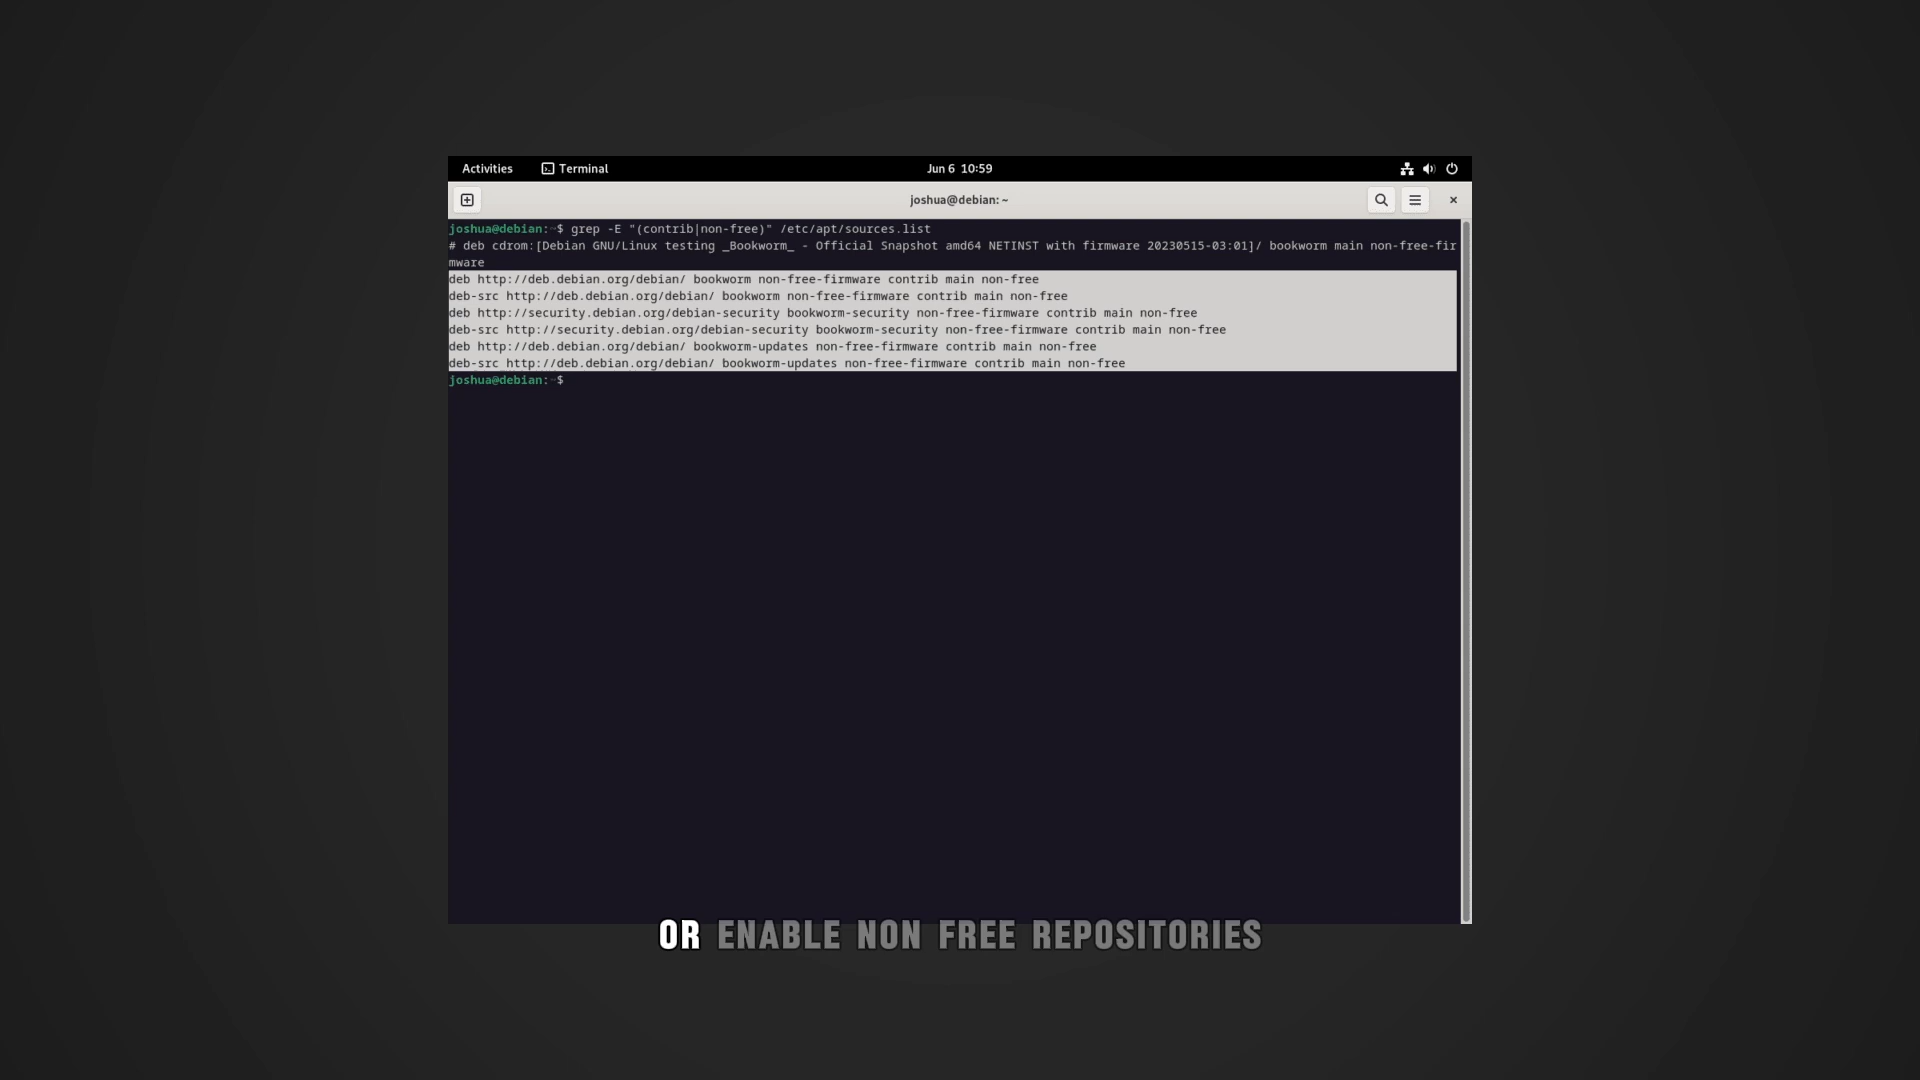 Activities Terminal Jun 6 10:59
joshua@debian: ~
joshua@debian:~$ grep -E "(contrib|non-free)" /etc/apt/sources.list
# deb cdrom:[Debian GNU/Linux testing _Bookworm_ - Official Snapshot amd64 NETINST with firmware 20230515-03:01]/ bookworm main non-free-fir
mware
deb http://deb.debian.org/debian/ bookworm non-free-firmware contrib main non-free
deb-src http://deb.debian.org/debian/ bookworm non-free-firmware contrib main non-free
deb http://security.debian.org/debian-security bookworm-security non-free-firmware contrib main non-free
deb-src http://security.debian.org/debian-security bookworm-security non-free-firmware contrib main non-free
deb http://deb.debian.org/debian/ bookworm-updates non-free-firmware contrib main non-free
deb-src http://deb.debian.org/debian/ bookworm-updates non-free-firmware contrib main non-free
joshua@debian:~$
OR ENABLE NON FREE REPOSITORIES